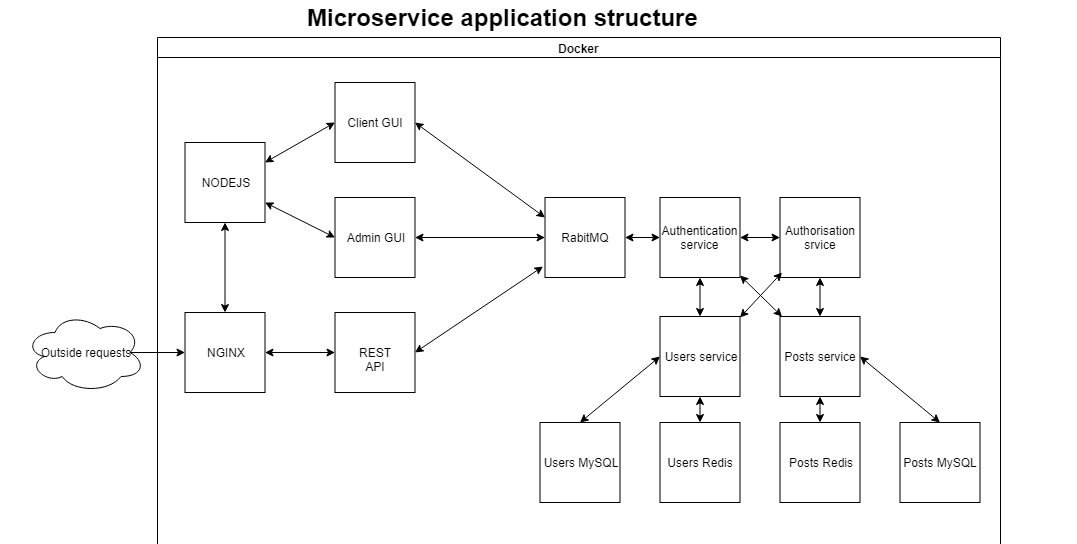 Microservice application structure
Docker
Client GUI
NODEJS
Admin GUI
RabitMQ
Authentication
service
Authorisation
srvice
Outside requests
NGINX
REST
API
Users service
Posts service
Users MySQL
Users Redis
Posts Redis
Posts MySQL